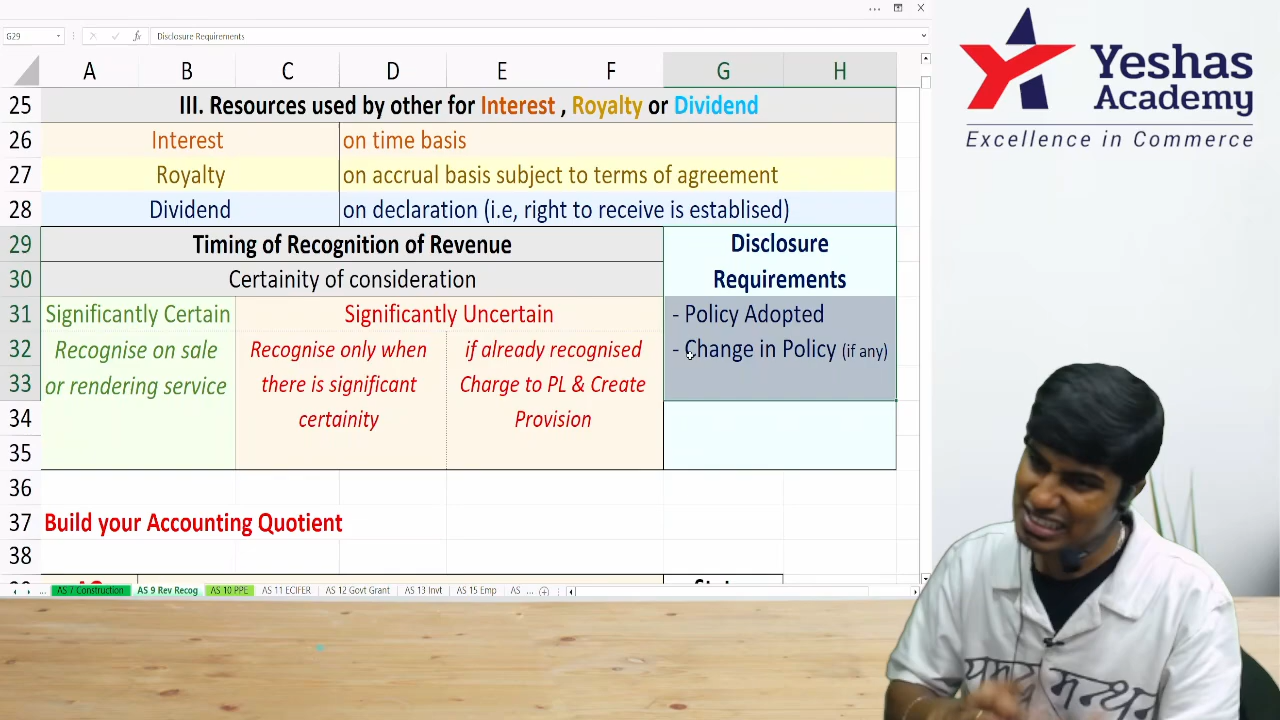 G29
fx
Disclosure Requirements
A B C D E F G H
25 III. Resources used by other for Interest , Royalty or Dividend
26 Interest on time basis
27 Royalty on accrual basis subject to terms of agreement
28 Dividend on declaration (i.e, right to receive is establised)
29 Timing of Recognition of Revenue Disclosure
30 Certainity of consideration Requirements
31 Significantly Certain Significantly Uncertain - Policy Adopted
32 Recognise on sale Recognise only when if already recognised - Change in Policy (if any)
33 or rendering service there is significant Charge to PL & Create
34 certainity Provision
35
36
37 Build your Accounting Quotient
38
AS 7 Construction AS 9 Rev Recog AS 10 PPE AS 11 ECIFER AS 12 Govt Grant AS 13 Invt AS 15 Emp AS ...
Yeshas
Academy
Excellence in Commerce